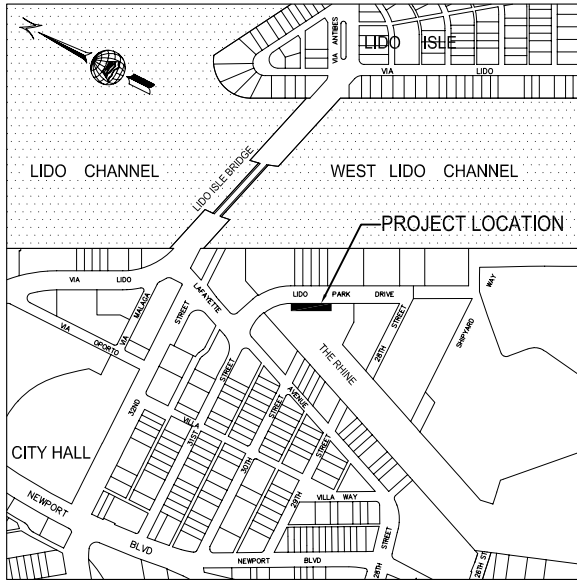 N
VIA ANTIBES
LIDO ISLE
VIA LIDO
LIDO CHANNEL
LIDO ISLE BRIDGE
WEST LIDO CHANNEL
PROJECT LOCATION
VIA LIDO
LAFAYETTE
LIDO PARK DRIVE
WAY
SHIPYARD
VIA MALAGA
STREET
28TH STREET
VIA OPORTO
THE RHINE
STREET
AVENUE
32ND
VILLA
31ST
STREET
30TH
STREET
CITY HALL
29TH
VILLA WAY
NEWPORT
BLVD
STREET
NEWPORT BLVD
28TH
26TH ST